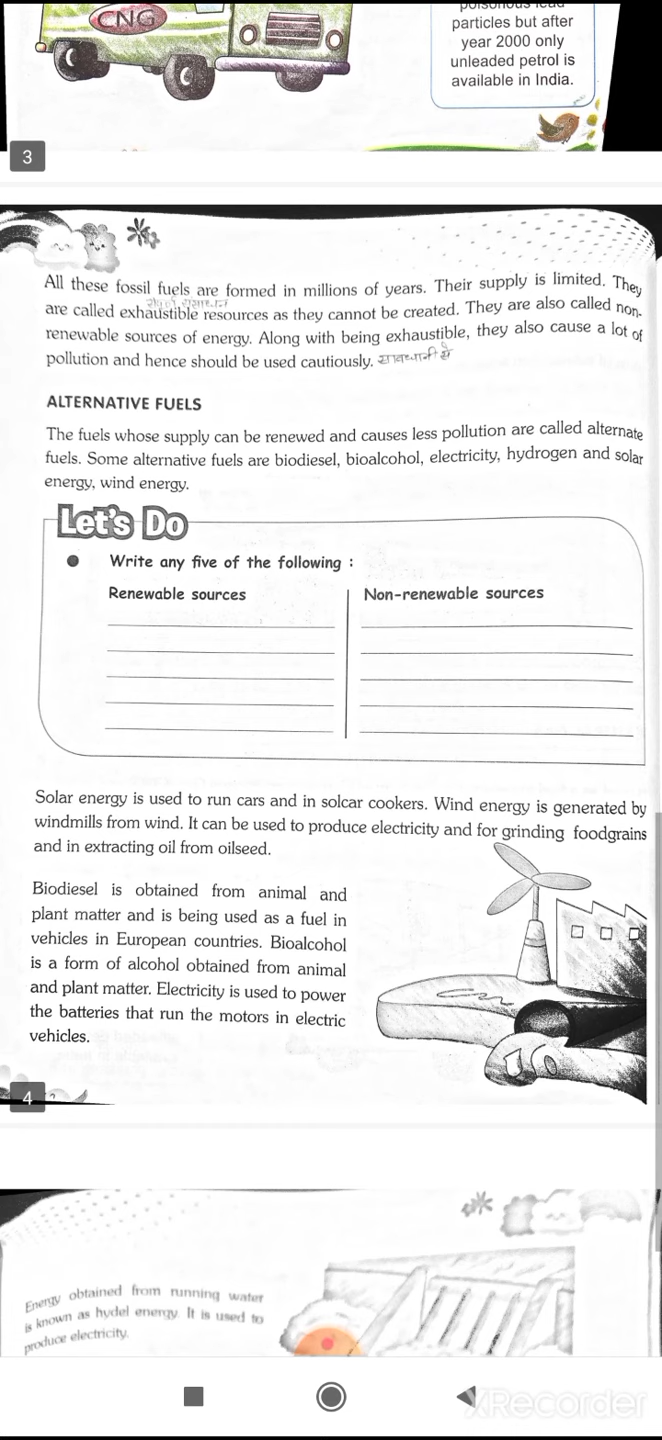 CNG
particles but after
year 2000 only
unleaded petrol is
available in India.
3
All these fossil fuels are formed in millions of years. Their supply is limited. They
are called exhaustible resources as they cannot be created. They are also called non-
renewable sources of energy. Along with being exhaustible, they also cause a lot of
pollution and hence should be used cautiously. सावधानी से
ALTERNATIVE FUELS
The fuels whose supply can be renewed and causes less pollution are called alternate
fuels. Some alternative fuels are biodiesel, bioalcohol, electricity, hydrogen and solar
energy, wind energy.
Let's Do
Write any five of the following :
Renewable sources
Non-renewable sources
Solar energy is used to run cars and in solcar cookers. Wind energy is generated by
windmills from wind. It can be used to produce electricity and for grinding foodgrains
and in extracting oil from oilseed.
Biodiesel is obtained from animal and
plant matter and is being used as a fuel in
vehicles in European countries. Bioalcohol
is a form of alcohol obtained from animal
and plant matter. Electricity is used to power
the batteries that run the motors in electric
vehicles.
4
Energy obtained from running water
is known as hydel energy. It is used to
produce electricity.
XRecorder